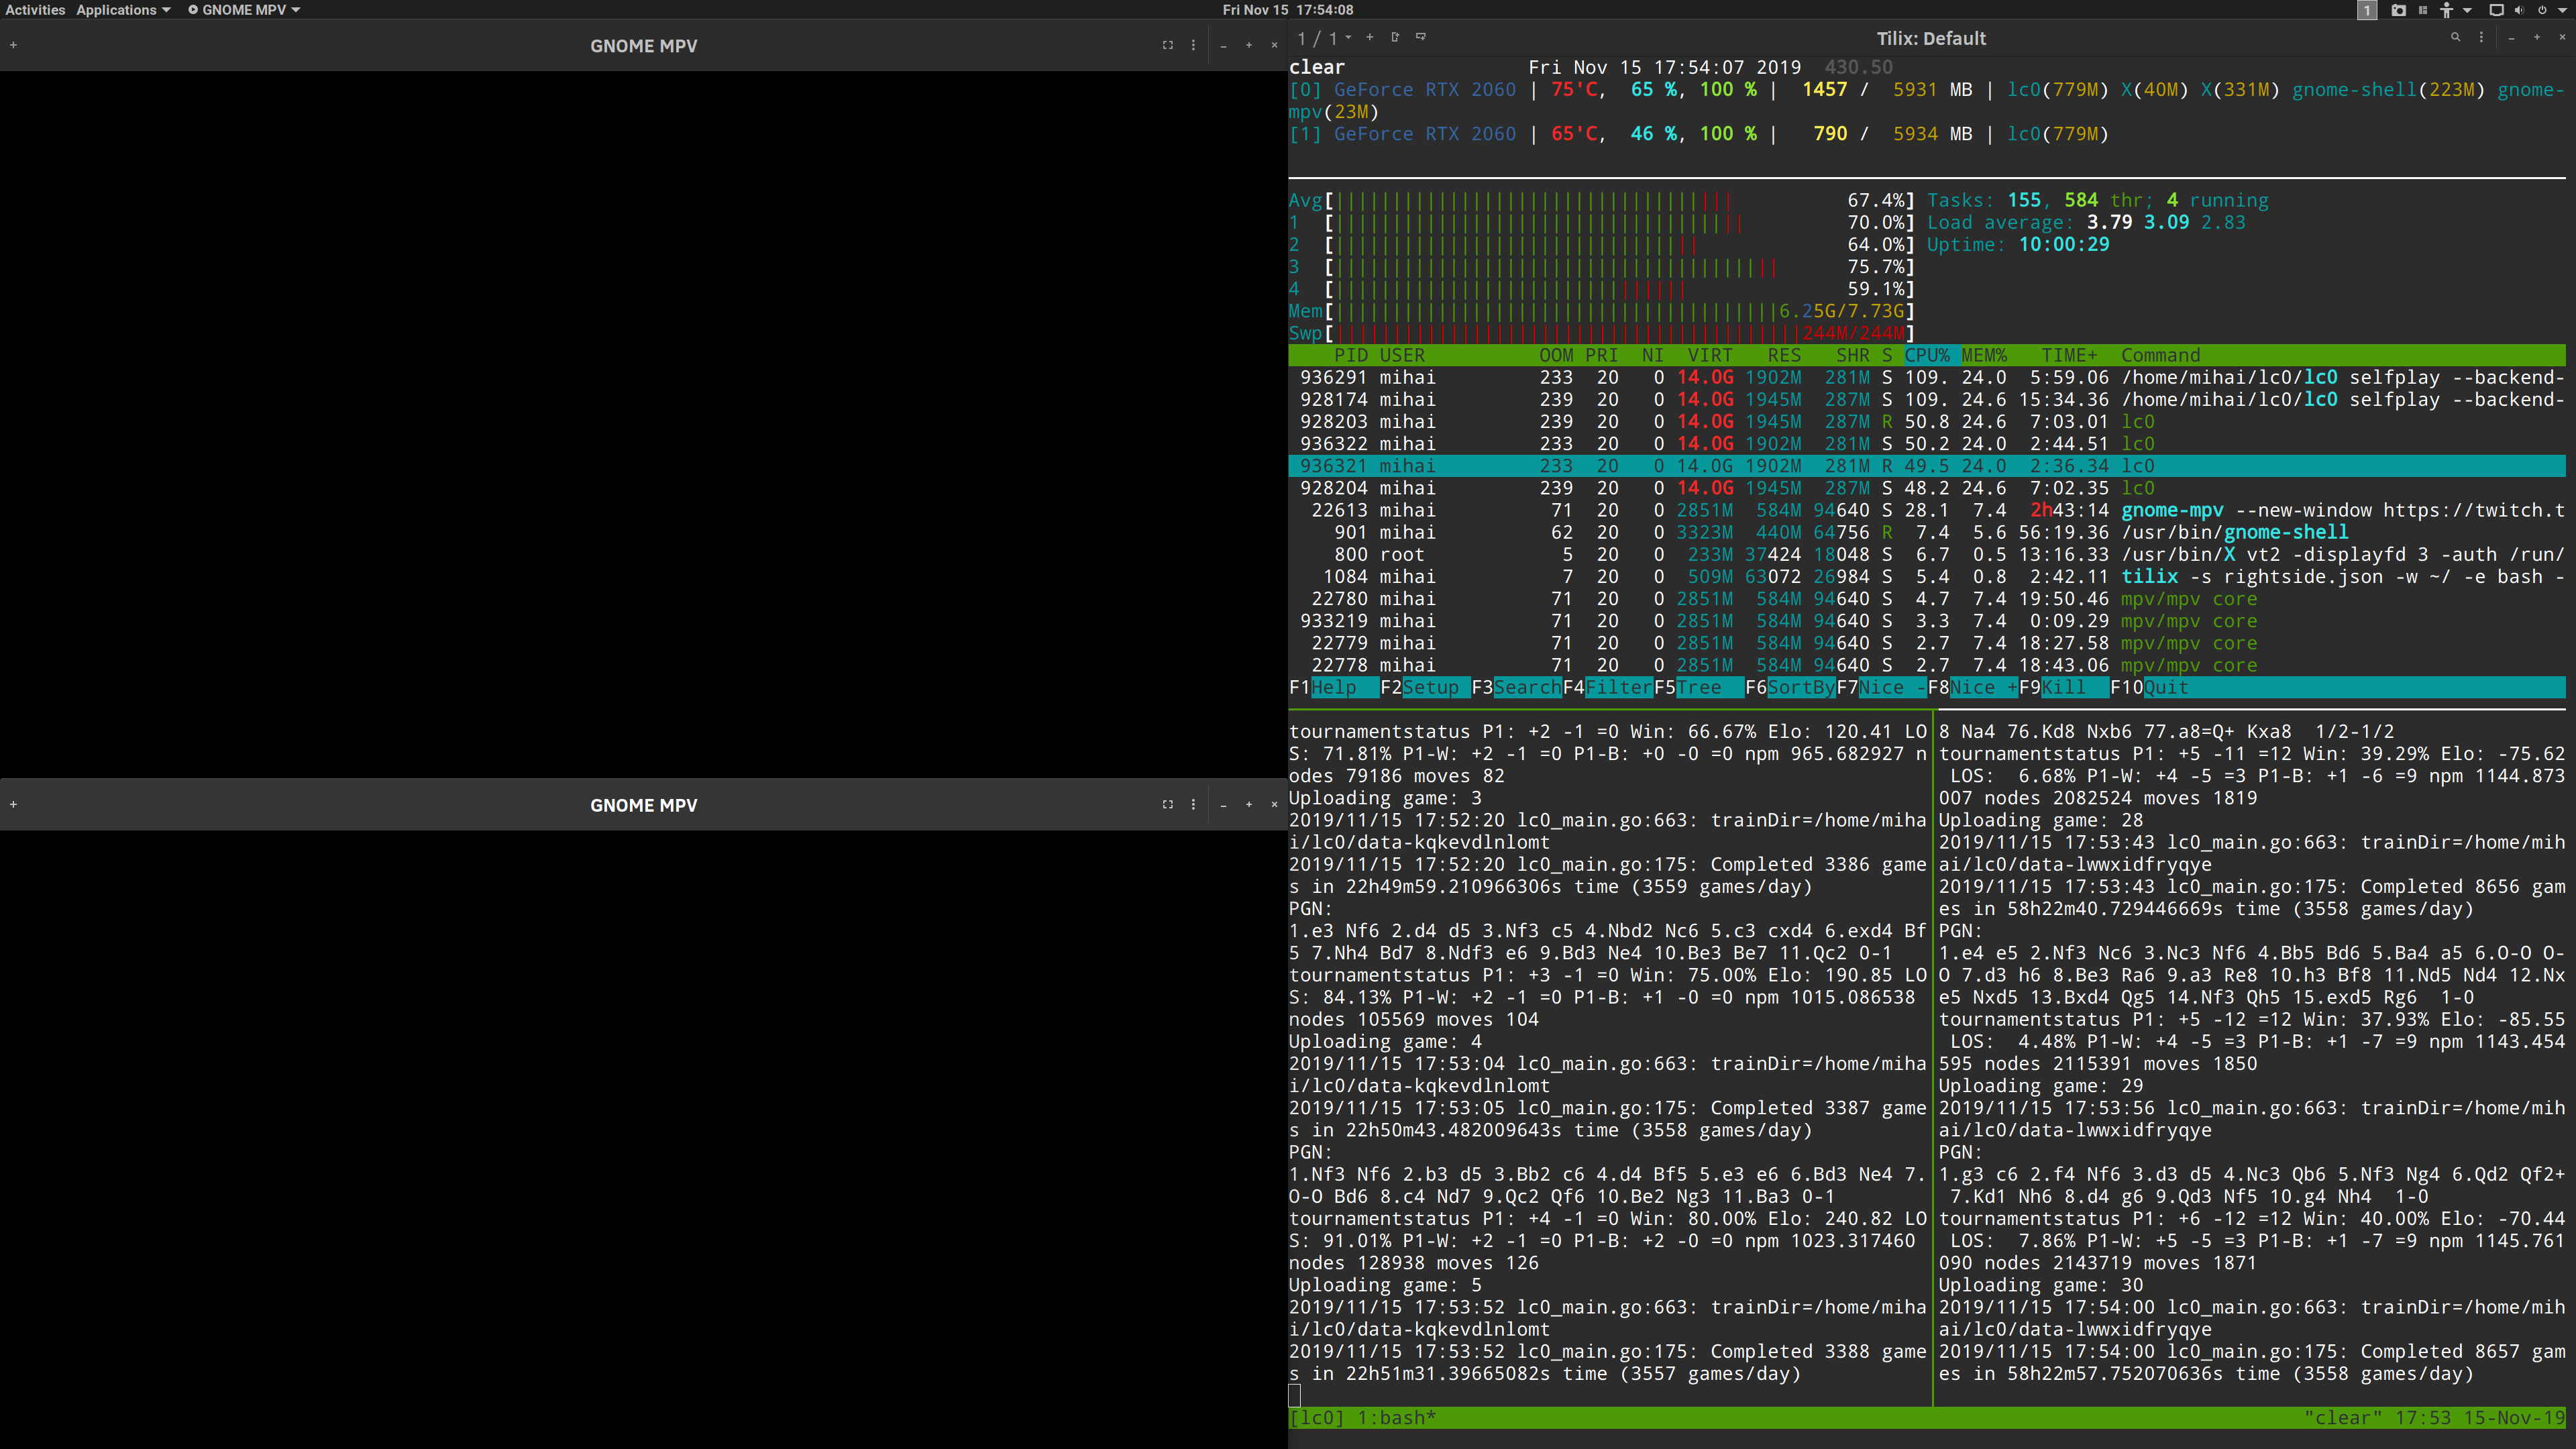 Activities Applications GNOME MPV Fri Nov 15 17:54:08 1
GNOME MPV
GNOME MPV
1 / 1 Tilix: Default
clear Fri Nov 15 17:54:07 2019 430.50
[0] GeForce RTX 2060 | 75'C, 65 %, 100 % | 1457 / 5931 MB | lc0(779M) X(40M) X(331M) gnome-shell(223M) gnome-
mpv(23M)
[1] GeForce RTX 2060 | 65'C, 46 %, 100 % | 790 / 5934 MB | lc0(779M)
Avg[ 67.4%] Tasks: 155, 584 thr; 4 running
1 [ 70.0%] Load average: 3.79 3.09 2.83
2 [ 64.0%] Uptime: 10:00:29
3 [ 75.7%]
4 [ 59.1%]
Mem[ 6.25G/7.73G]
Swp[ 244M/244M]
PID USER OOM PRI NI VIRT RES SHR S CPU% MEM% TIME+ Command
936291 mihai 233 20 0 14.0G 1902M 281M S 109. 24.0 5:59.06 /home/mihai/lc0/lc0 selfplay --backend-
928174 mihai 239 20 0 14.0G 1945M 287M S 109. 24.6 15:34.36 /home/mihai/lc0/lc0 selfplay --backend-
928203 mihai 239 20 0 14.0G 1945M 287M R 50.8 24.6 7:03.01 lc0
936322 mihai 233 20 0 14.0G 1902M 281M S 50.2 24.0 2:44.51 lc0
936321 mihai 233 20 0 14.0G 1902M 281M R 49.5 24.0 2:36.34 lc0
928204 mihai 239 20 0 14.0G 1945M 287M S 48.2 24.6 7:02.35 lc0
22613 mihai 71 20 0 2851M 584M 94640 S 28.1 7.4 2h43:14 gnome-mpv --new-window https://twitch.t
901 mihai 62 20 0 3323M 440M 64756 R 7.4 5.6 56:19.36 /usr/bin/gnome-shell
800 root 5 20 0 233M 37424 18048 S 6.7 0.5 13:16.33 /usr/bin/X vt2 -displayfd 3 -auth /run/
1084 mihai 7 20 0 509M 63072 26984 S 5.4 0.8 2:42.11 tilix -s rightside.json -w ~/ -e bash -
22780 mihai 71 20 0 2851M 584M 94640 S 4.7 7.4 19:50.46 mpv/mpv core
933219 mihai 71 20 0 2851M 584M 94640 S 3.3 7.4 0:09.29 mpv/mpv core
22779 mihai 71 20 0 2851M 584M 94640 S 2.7 7.4 18:27.58 mpv/mpv core
22778 mihai 71 20 0 2851M 584M 94640 S 2.7 7.4 18:43.06 mpv/mpv core
F1Help F2Setup F3SearchF4FilterF5Tree F6SortByF7Nice -F8Nice +F9Kill F10Quit
tournamentstatus P1: +2 -1 =0 Win: 66.67% Elo: 120.41 LO
S: 71.81% P1-W: +2 -1 =0 P1-B: +0 -0 =0 npm 965.682927 n
odes 79186 moves 82
Uploading game: 3
2019/11/15 17:52:20 lc0_main.go:663: trainDir=/home/miha
i/lc0/data-kqkevdlnlomt
2019/11/15 17:52:20 lc0_main.go:175: Completed 3386 game
s in 22h49m59.210966306s time (3559 games/day)
PGN:
1.e3 Nf6 2.d4 d5 3.Nf3 c5 4.Nbd2 Nc6 5.c3 cxd4 6.exd4 Bf
5 7.Nh4 Bd7 8.Ndf3 e6 9.Bd3 Ne4 10.Be3 Be7 11.Qc2 0-1
tournamentstatus P1: +3 -1 =0 Win: 75.00% Elo: 190.85 LO
S: 84.13% P1-W: +2 -1 =0 P1-B: +1 -0 =0 npm 1015.086538
nodes 105569 moves 104
Uploading game: 4
2019/11/15 17:53:04 lc0_main.go:663: trainDir=/home/miha
i/lc0/data-kqkevdlnlomt
2019/11/15 17:53:05 lc0_main.go:175: Completed 3387 game
s in 22h50m43.482009643s time (3558 games/day)
PGN:
1.Nf3 Nf6 2.b3 d5 3.Bb2 c6 4.d4 Bf5 5.e3 e6 6.Bd3 Ne4 7.
O-O Bd6 8.c4 Nd7 9.Qc2 Qf6 10.Be2 Ng3 11.Ba3 0-1
tournamentstatus P1: +4 -1 =0 Win: 80.00% Elo: 240.82 LO
S: 91.01% P1-W: +2 -1 =0 P1-B: +2 -0 =0 npm 1023.317460
nodes 128938 moves 126
Uploading game: 5
2019/11/15 17:53:52 lc0_main.go:663: trainDir=/home/miha
i/lc0/data-kqkevdlnlomt
2019/11/15 17:53:52 lc0_main.go:175: Completed 3388 game
s in 22h51m31.39665082s time (3557 games/day)
8 Na4 76.Kd8 Nxb6 77.a8=Q+ Kxa8 1/2-1/2
tournamentstatus P1: +5 -11 =12 Win: 39.29% Elo: -75.62
LOS: 6.68% P1-W: +4 -5 =3 P1-B: +1 -6 =9 npm 1144.873
007 nodes 2082524 moves 1819
Uploading game: 28
2019/11/15 17:53:43 lc0_main.go:663: trainDir=/home/mih
ai/lc0/data-lwwxidfryqye
2019/11/15 17:53:43 lc0_main.go:175: Completed 8656 gam
es in 58h22m40.729446669s time (3558 games/day)
PGN:
1.e4 e5 2.Nf3 Nc6 3.Nc3 Nf6 4.Bb5 Bd6 5.Ba4 a5 6.O-O O-
O 7.d3 h6 8.Be3 Ra6 9.a3 Re8 10.h3 Bf8 11.Nd5 Nd4 12.Nx
e5 Nxd5 13.Bxd4 Qg5 14.Nf3 Qh5 15.exd5 Rg6 1-0
tournamentstatus P1: +5 -12 =12 Win: 37.93% Elo: -85.55
LOS: 4.48% P1-W: +4 -5 =3 P1-B: +1 -7 =9 npm 1143.454
595 nodes 2115391 moves 1850
Uploading game: 29
2019/11/15 17:53:56 lc0_main.go:663: trainDir=/home/mih
ai/lc0/data-lwwxidfryqye
PGN:
1.g3 c6 2.f4 Nf6 3.d3 d5 4.Nc3 Qb6 5.Nf3 Ng4 6.Qd2 Qf2+
7.Kd1 Nh6 8.d4 g6 9.Qd3 Nf5 10.g4 Nh4 1-0
tournamentstatus P1: +6 -12 =12 Win: 40.00% Elo: -70.44
LOS: 7.86% P1-W: +5 -5 =3 P1-B: +1 -7 =9 npm 1145.761
090 nodes 2143719 moves 1871
Uploading game: 30
2019/11/15 17:54:00 lc0_main.go:663: trainDir=/home/mih
ai/lc0/data-lwwxidfryqye
2019/11/15 17:54:00 lc0_main.go:175: Completed 8657 gam
es in 58h22m57.752070636s time (3558 games/day)
[lc0] 1:bash* "clear" 17:53 15-Nov-19